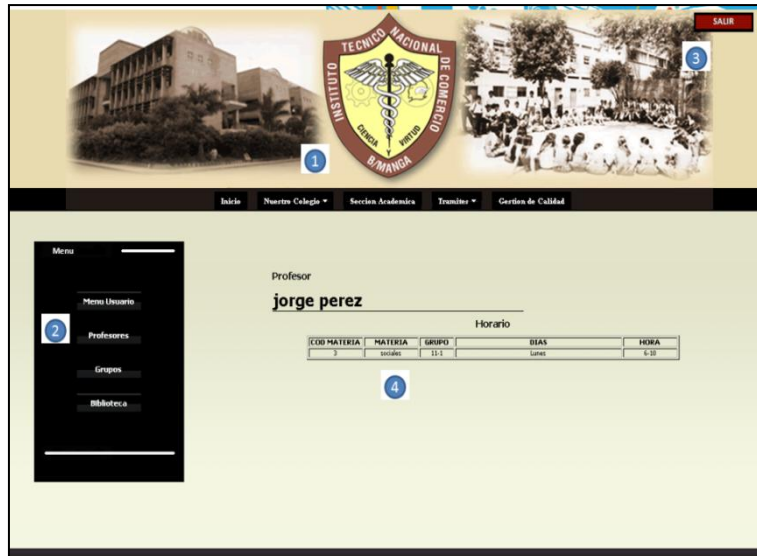 SALIR
3
INSTITUTO TECNICO NACIONAL DE COMERCIO
CIENCIA Y VIRTUD
B/MANGA
1
Inicio Nuestro Colegio Seccion Academica Tramites Gestion de Calidad
Menu
Menu Usuario
2
Profesores
Grupos
Biblioteca
Profesor
jorge perez
Horario
COD MATERIA MATERIA GRUPO DIAS HORA
3 sociales 11-1 Lunes 6-10
4